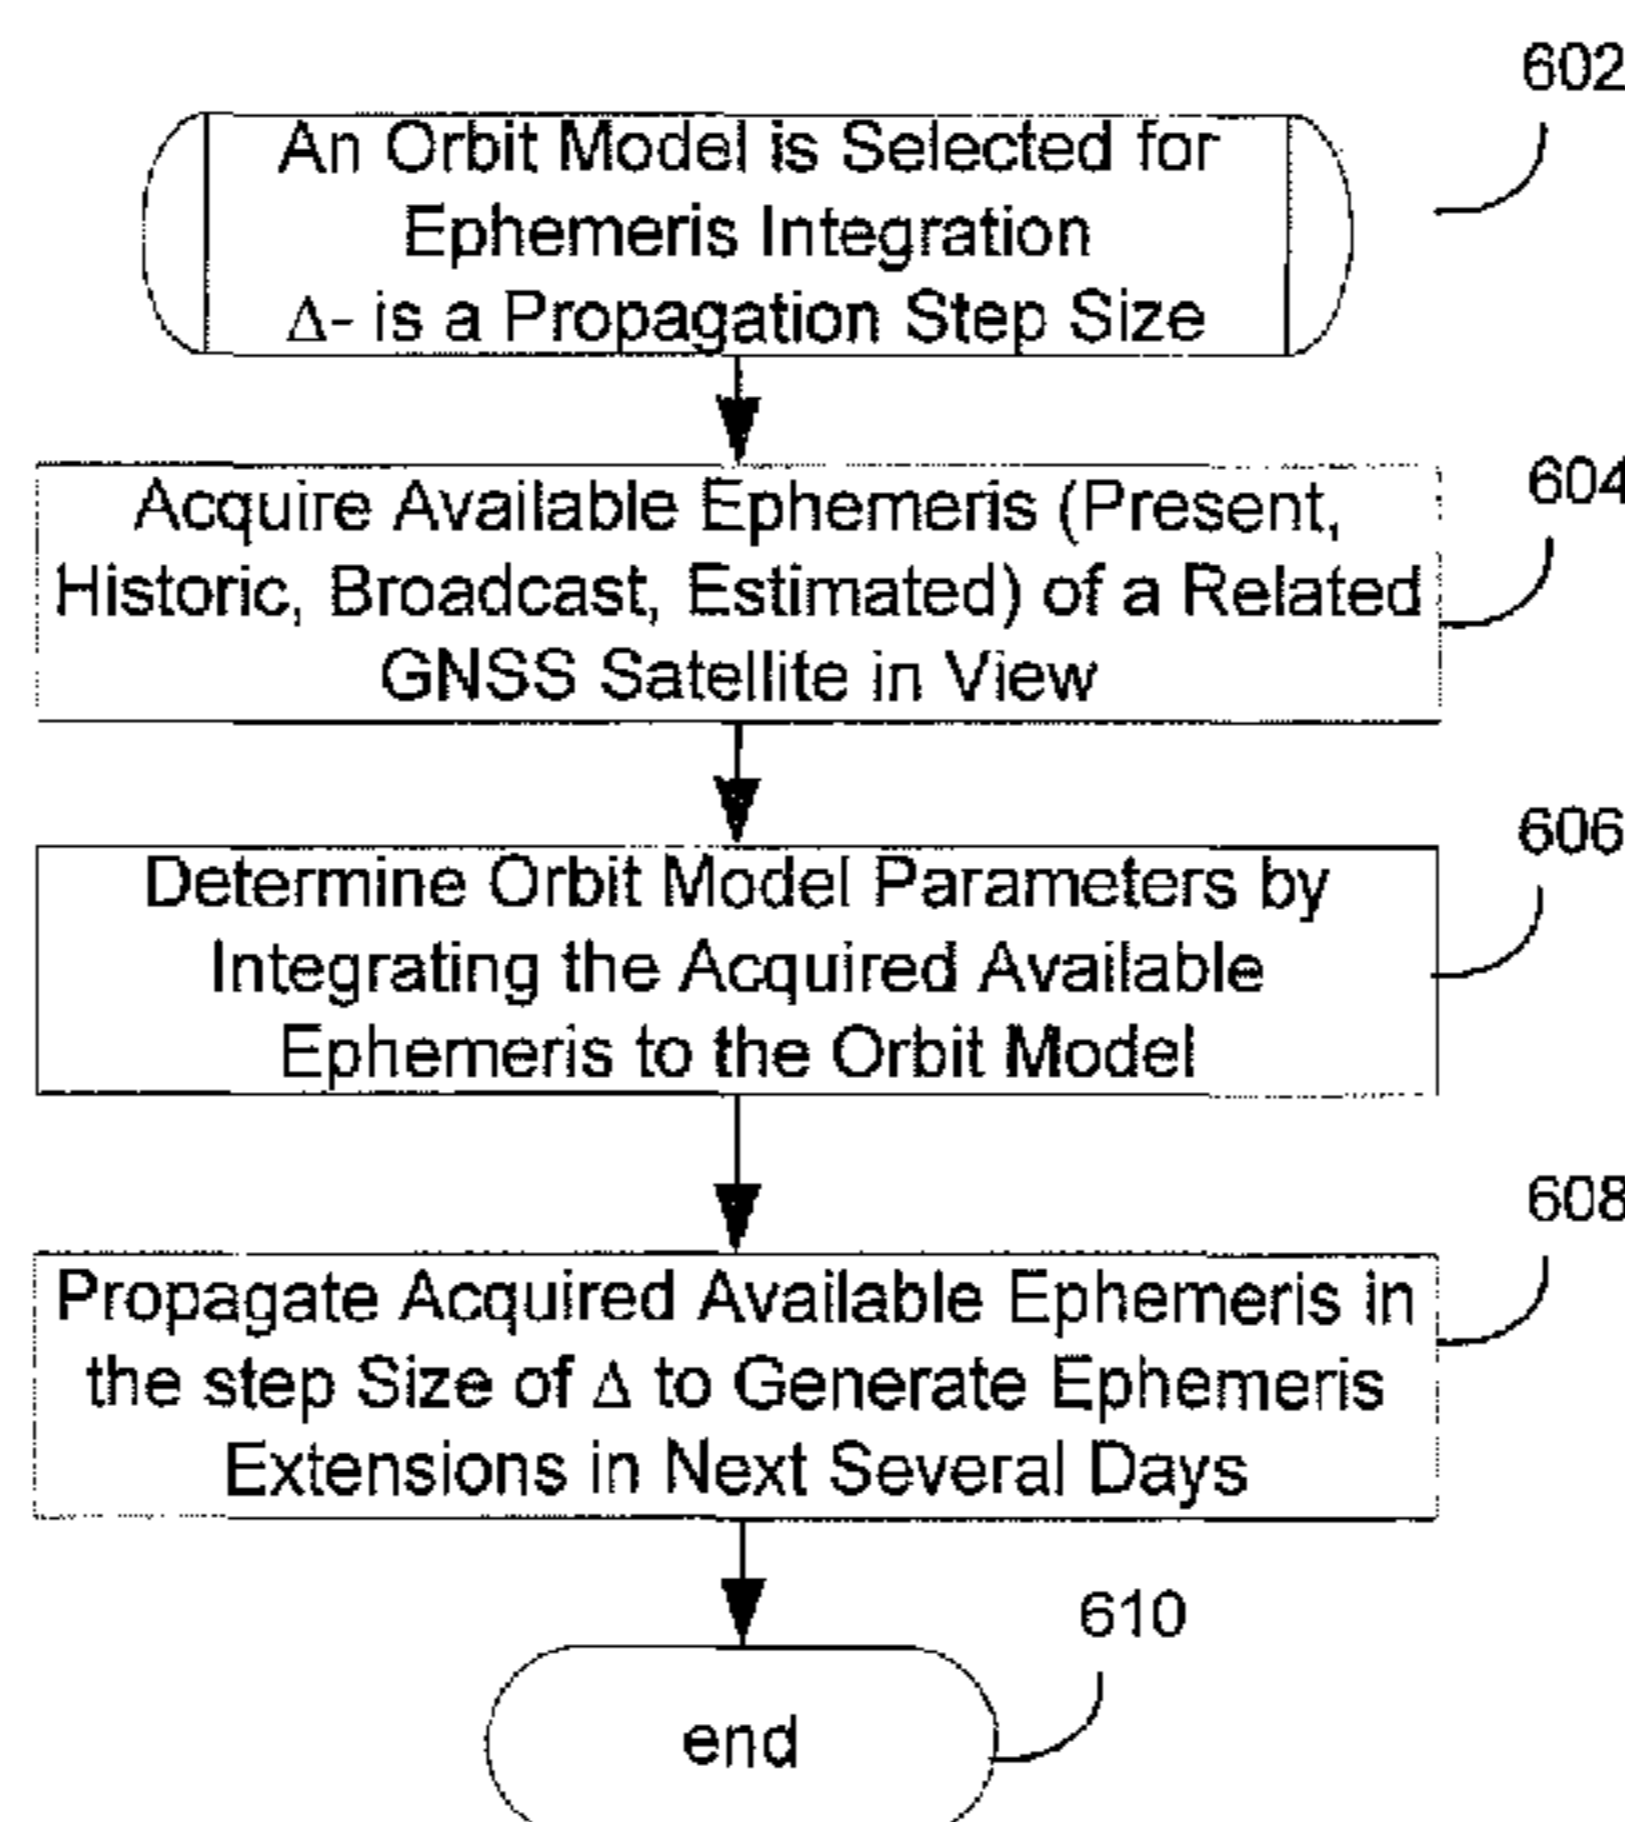 602
An Orbit Model is Selected for
Ephemeris Integration
Δ- is a Propagation Step Size
604
Acquire Available Ephemeris (Present,
Historic, Broadcast, Estimated) of a Related
GNSS Satellite in View
606
Determine Orbit Model Parameters by
Integrating the Acquired Available
Ephemeris to the Orbit Model
608
Propagate Acquired Available Ephemeris in
the step Size of Δ to Generate Ephemeris
Extensions in Next Several Days
610
end